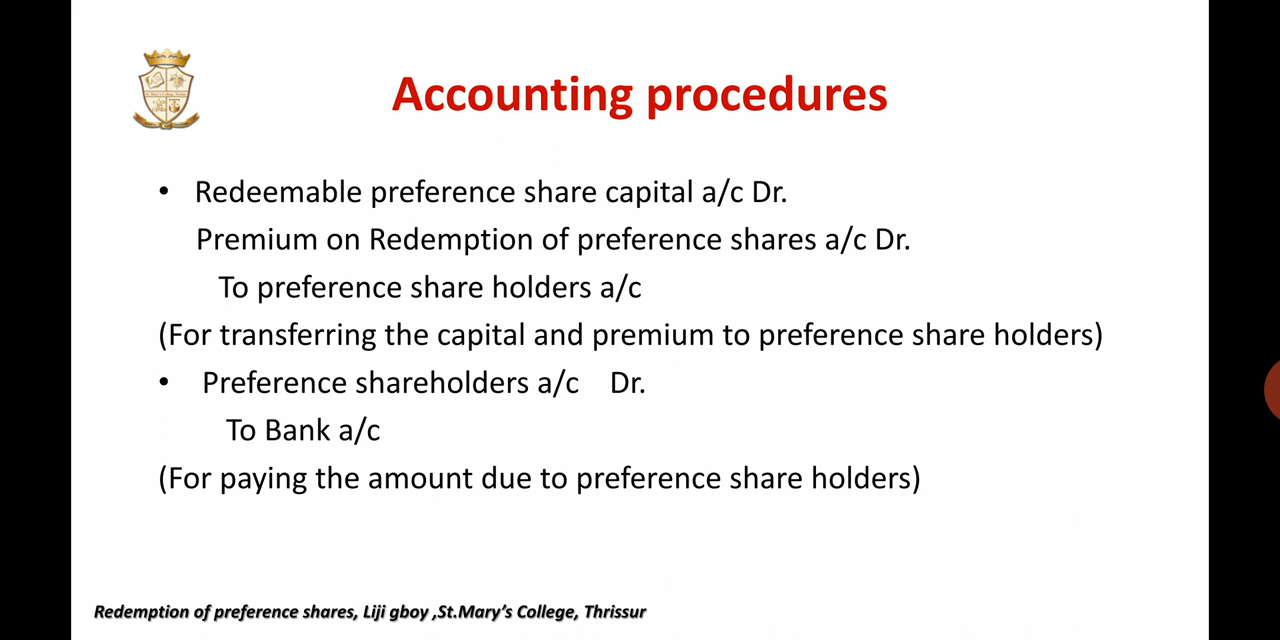 Accounting procedures
• Redeemable preference share capital a/c Dr.
Premium on Redemption of preference shares a/c Dr.
To preference share holders a/c
(For transferring the capital and premium to preference share holders)
• Preference shareholders a/c Dr.
To Bank a/c
(For paying the amount due to preference share holders)
Redemption of preference shares, Liji gboy ,St.Mary's College, Thrissur